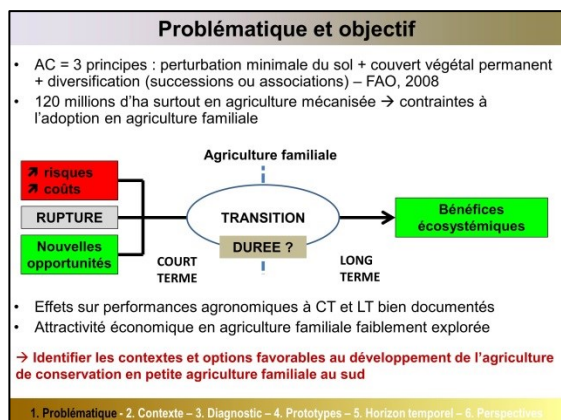 Problématique et objectif
• AC = 3 principes : perturbation minimale du sol + couvert végétal permanent
+ diversification (successions ou associations) – FAO, 2008
• 120 millions d'ha surtout en agriculture mécanisée → contraintes à
l'adoption en agriculture familiale
Agriculture familiale
↗ risques
↗ coûts
RUPTURE
Nouvelles
opportunités
TRANSITION
DUREE ?
COURT
TERME
LONG
TERME
Bénéfices
écosystémiques
• Effets sur performances agronomiques à CT et LT bien documentés
• Attractivité économique en agriculture familiale faiblement explorée
→ Identifier les contextes et options favorables au développement de l'agriculture
de conservation en petite agriculture familiale au sud
1. Problématique - 2. Contexte – 3. Diagnostic – 4. Prototypes – 5. Horizon temporel – 6. Perspectives